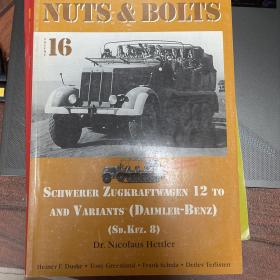 NUTS & BOLTS
16
SCHWERER ZUGKRAFTWAGEN 12 TO
AND VARIANTS (DAIMLER-BENZ)
(SD.KFZ. 8)
Dr. Nicolaus Hettler
Heiner F. Duske · Tony Greenland · Frank Schulz · Detlev Terlisten